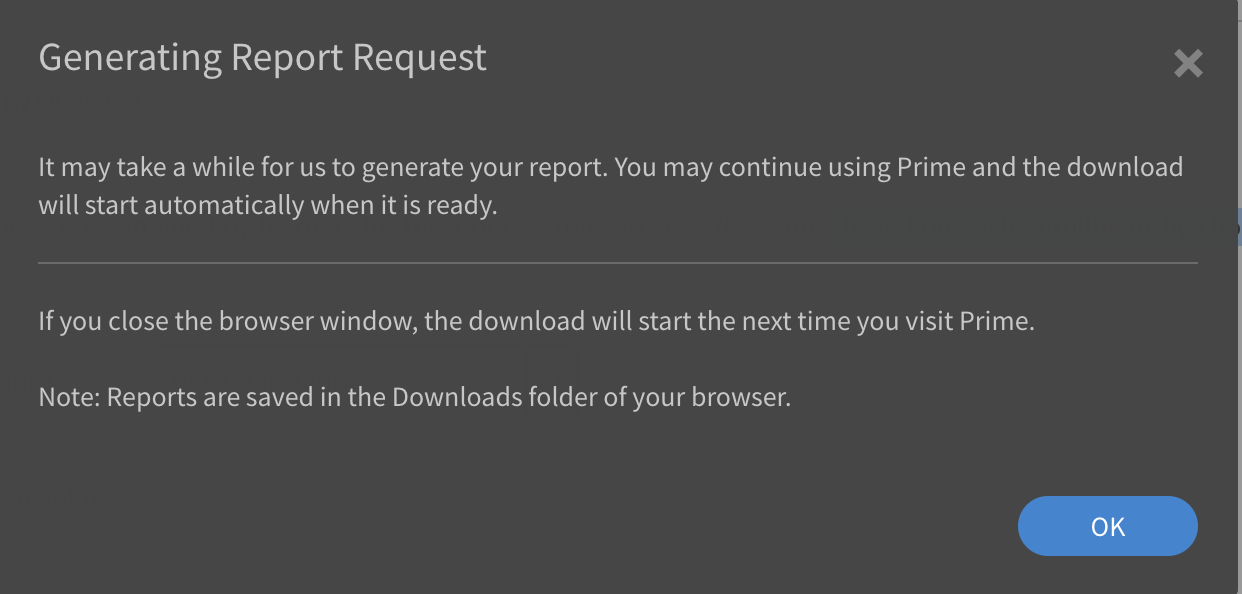 Generating Report Request
It may take a while for us to generate your report. You may continue using Prime and the download
will start automatically when it is ready.
If you close the browser window, the download will start the next time you visit Prime.
Note: Reports are saved in the Downloads folder of your browser.
OK